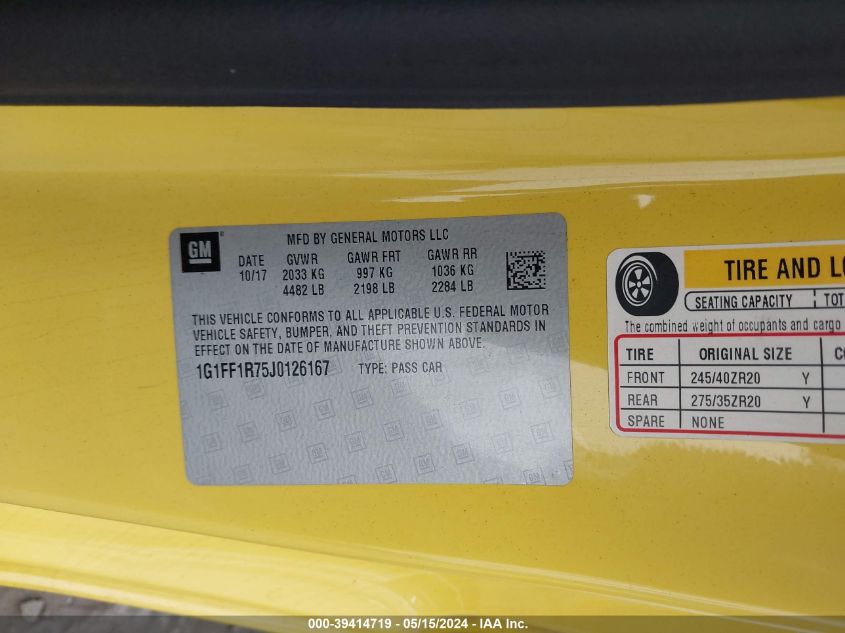 GM
MFD BY GENERAL MOTORS LLC
DATE GVWR GAWR FRT GAWR RR
10/17 2033 KG 997 KG 1036 KG
4482 LB 2198 LB 2284 LB
THIS VEHICLE CONFORMS TO ALL APPLICABLE U.S. FEDERAL MOTOR
VEHICLE SAFETY, BUMPER, AND THEFT PREVENTION STANDARDS IN
EFFECT ON THE DATE OF MANUFACTURE SHOWN ABOVE.
1G1FF1R75J0126167 TYPE: PASS CAR
TIRE AND LO
SEATING CAPACITY TOT
The combined weight of occupants and cargo
TIRE ORIGINAL SIZE CO
FRONT 245/40ZR20 Y
REAR 275/35ZR20 Y
SPARE NONE
000-39414719 - 05/15/2024 - IAA Inc.